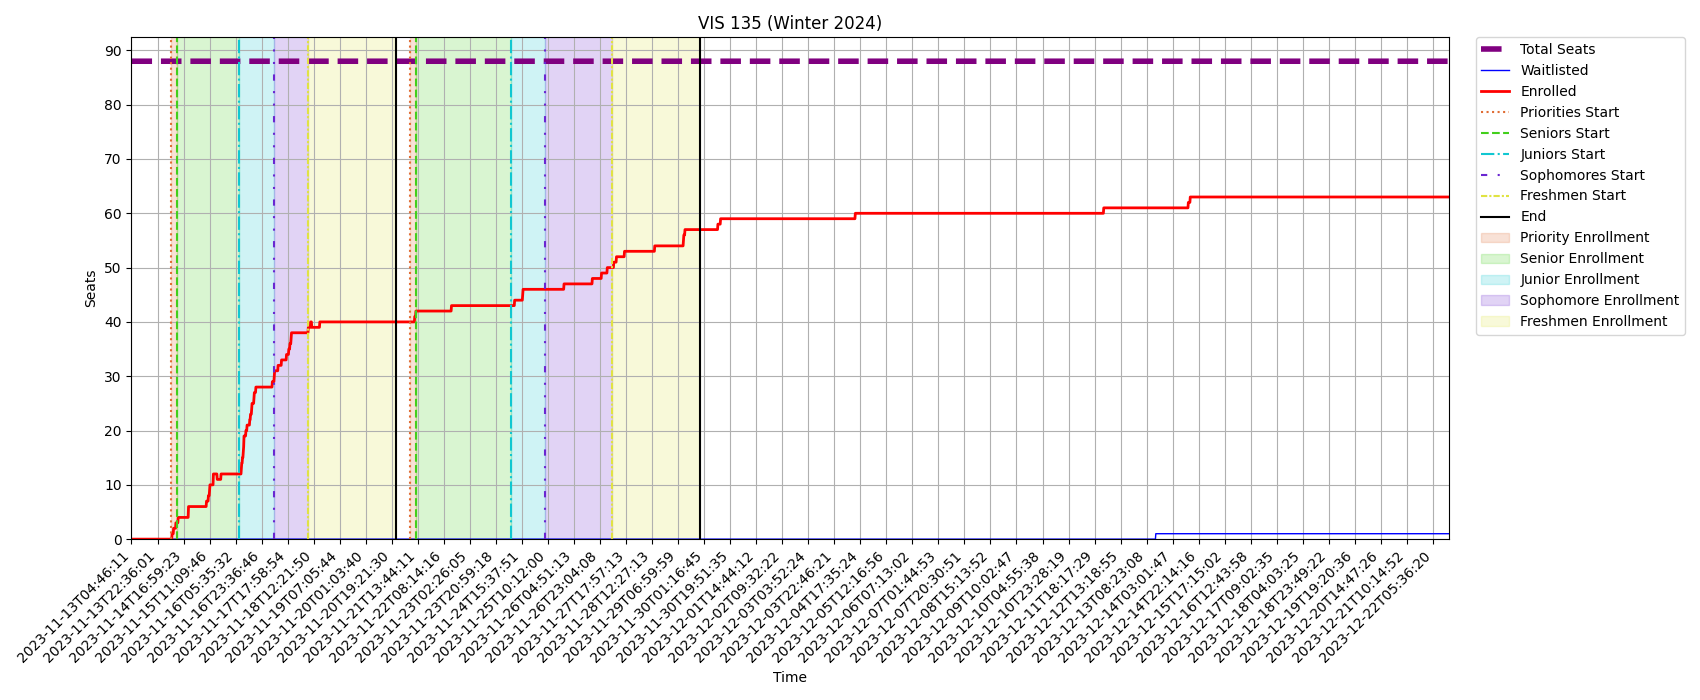 VIS 135 (Winter 2024)
90
80
70
60
50
40
30
20
10
0
Seats
2023-11-13T04:46:11
2023-11-13T22:36:01
2023-11-14T16:59:23
2023-11-15T11:09:46
2023-11-16T05:35:32
2023-11-16T23:36:46
2023-11-17T17:58:54
2023-11-18T12:21:50
2023-11-19T07:05:44
2023-11-20T01:03:40
2023-11-20T19:21:30
2023-11-21T13:44:11
2023-11-22T08:14:16
2023-11-23T02:26:05
2023-11-23T20:59:18
2023-11-24T15:37:51
2023-11-25T10:12:00
2023-11-26T04:51:13
2023-11-26T23:04:08
2023-11-27T17:57:13
2023-11-28T12:27:13
2023-11-29T06:59:59
2023-11-30T01:16:45
2023-11-30T19:51:35
2023-12-01T14:44:12
2023-12-02T09:32:22
2023-12-03T03:52:24
2023-12-03T22:46:21
2023-12-04T17:35:24
2023-12-05T12:16:56
2023-12-06T07:13:02
2023-12-07T01:44:53
2023-12-07T20:30:51
2023-12-08T15:13:52
2023-12-09T10:02:47
2023-12-10T04:55:38
2023-12-10T23:28:19
2023-12-11T18:17:29
2023-12-12T13:18:55
2023-12-13T08:23:08
2023-12-14T03:01:47
2023-12-14T22:14:16
2023-12-15T17:15:02
2023-12-16T12:43:58
2023-12-17T09:02:35
2023-12-18T04:03:25
2023-12-18T23:49:22
2023-12-19T19:20:36
2023-12-20T14:47:26
2023-12-21T10:14:52
2023-12-22T05:36:20
Time
Total Seats
Waitlisted
Enrolled
Priorities Start
Seniors Start
Juniors Start
Sophomores Start
Freshmen Start
End
Priority Enrollment
Senior Enrollment
Junior Enrollment
Sophomore Enrollment
Freshmen Enrollment